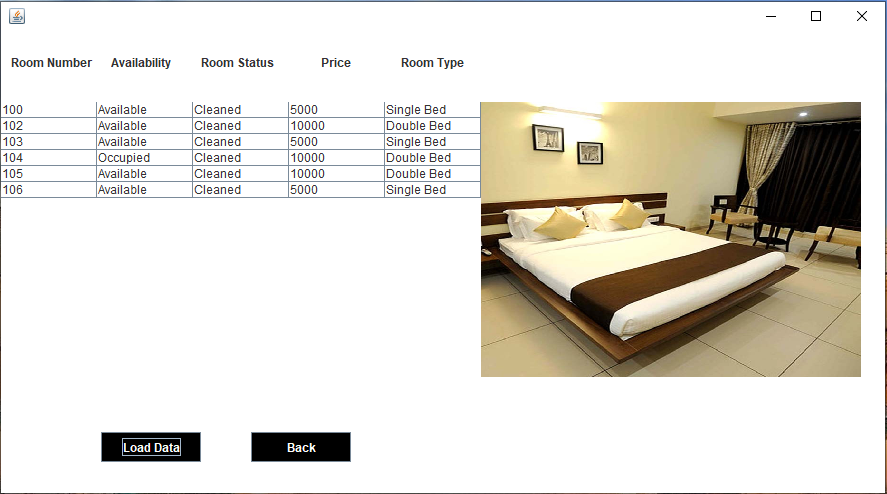 Room Number Availability Room Status Price Room Type
100 Available Cleaned 5000 Single Bed
102 Available Cleaned 10000 Double Bed
103 Available Cleaned 5000 Single Bed
104 Occupied Cleaned 10000 Double Bed
105 Available Cleaned 10000 Double Bed
106 Available Cleaned 5000 Single Bed
Load Data Back